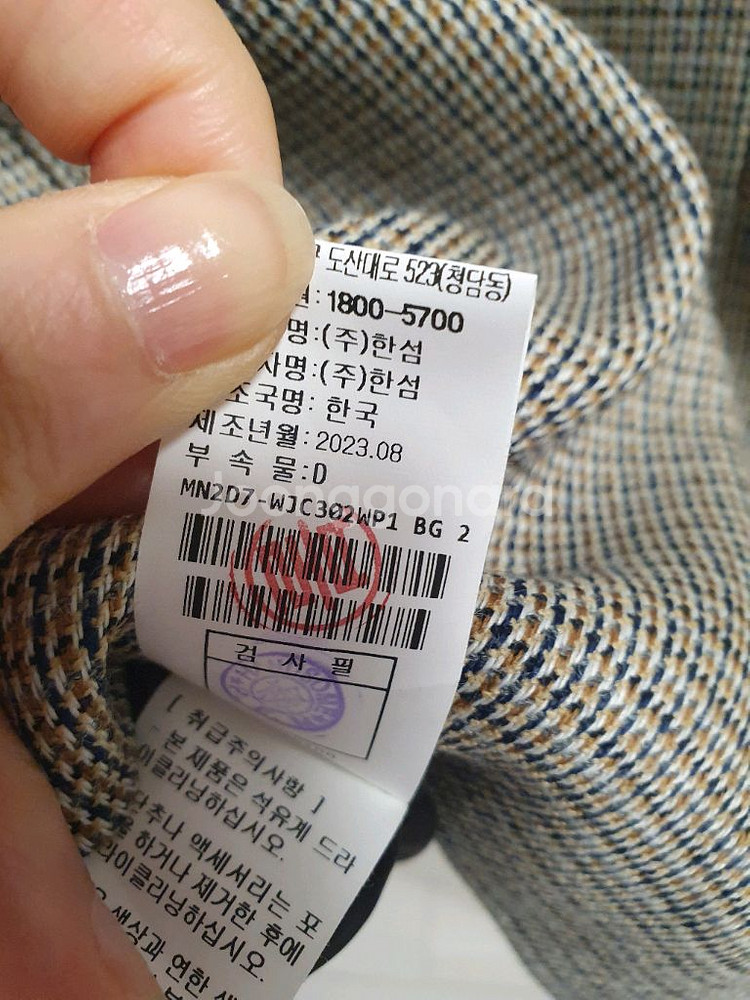 도산대로 523(청담동)
: 1800-5700
명:(주)한섬
사명:(주)한섬
조국명: 한국
제조년월: 2023.08
부 속 물:D
MN2D7-WJC302WP1 BG 2
Joonggonara
검 사 필
[ 취급주의사항 ]
본 제품은 석유계 드라
이클리닝하십시오.
단추나 액세서리는 포
하거나 제거한 후에
라이클리닝하십시오.
색상과 연한 색